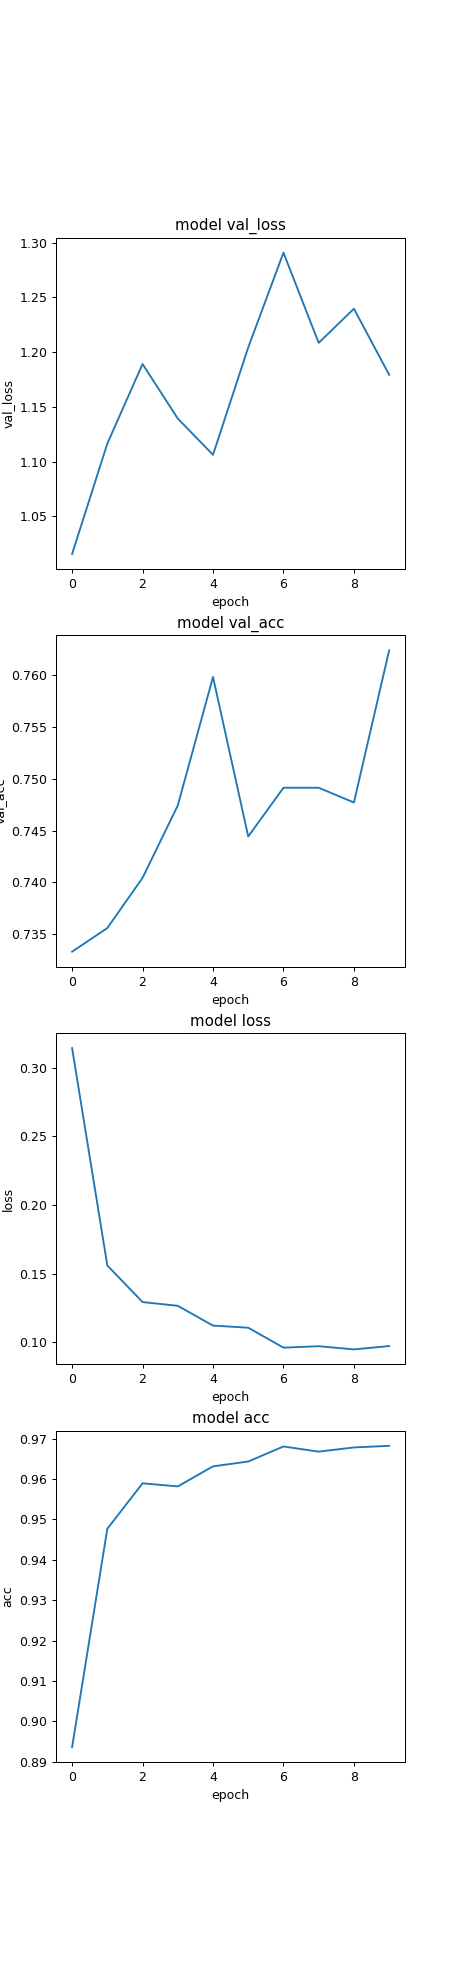 model val_loss
1.30
1.25
1.20
1.15
1.10
1.05
val_loss
0 2 4 6 8
epoch
model val_acc
0.760
0.755
0.750
0.745
0.740
0.735
val_acc
0 2 4 6 8
epoch
model loss
0.30
0.25
0.20
0.15
0.10
loss
0 2 4 6 8
epoch
model acc
0.97
0.96
0.95
0.94
0.93
0.92
0.91
0.90
0.89
acc
0 2 4 6 8
epoch